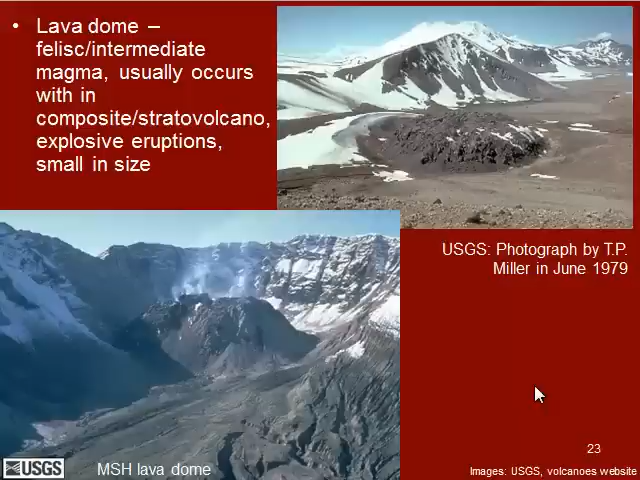 • Lava dome –
felisc/intermediate
magma, usually occurs
with in
composite/stratovolcano,
explosive eruptions,
small in size
USGS: Photograph by T.P.
Miller in June 1979
23
USGS
MSH lava dome
Images: USGS, volcanoes website